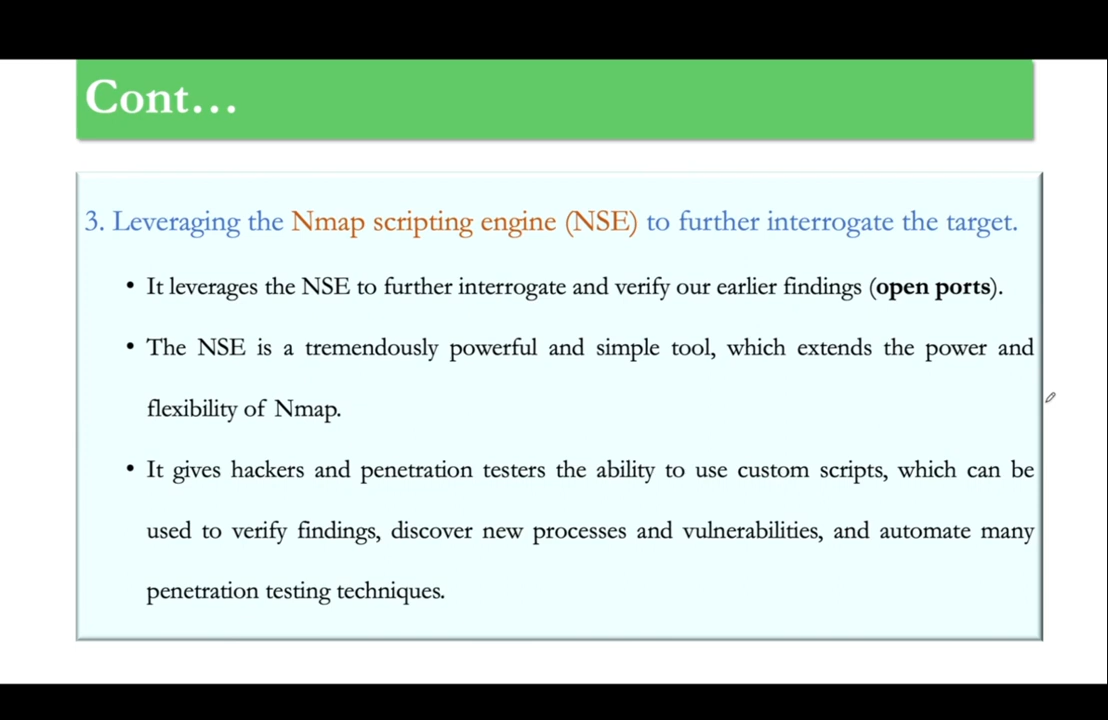 Cont...
3. Leveraging the Nmap scripting engine (NSE) to further interrogate the target.
• It leverages the NSE to further interrogate and verify our earlier findings (open ports).
• The NSE is a tremendously powerful and simple tool, which extends the power and
flexibility of Nmap.
• It gives hackers and penetration testers the ability to use custom scripts, which can be
used to verify findings, discover new processes and vulnerabilities, and automate many
penetration testing techniques.